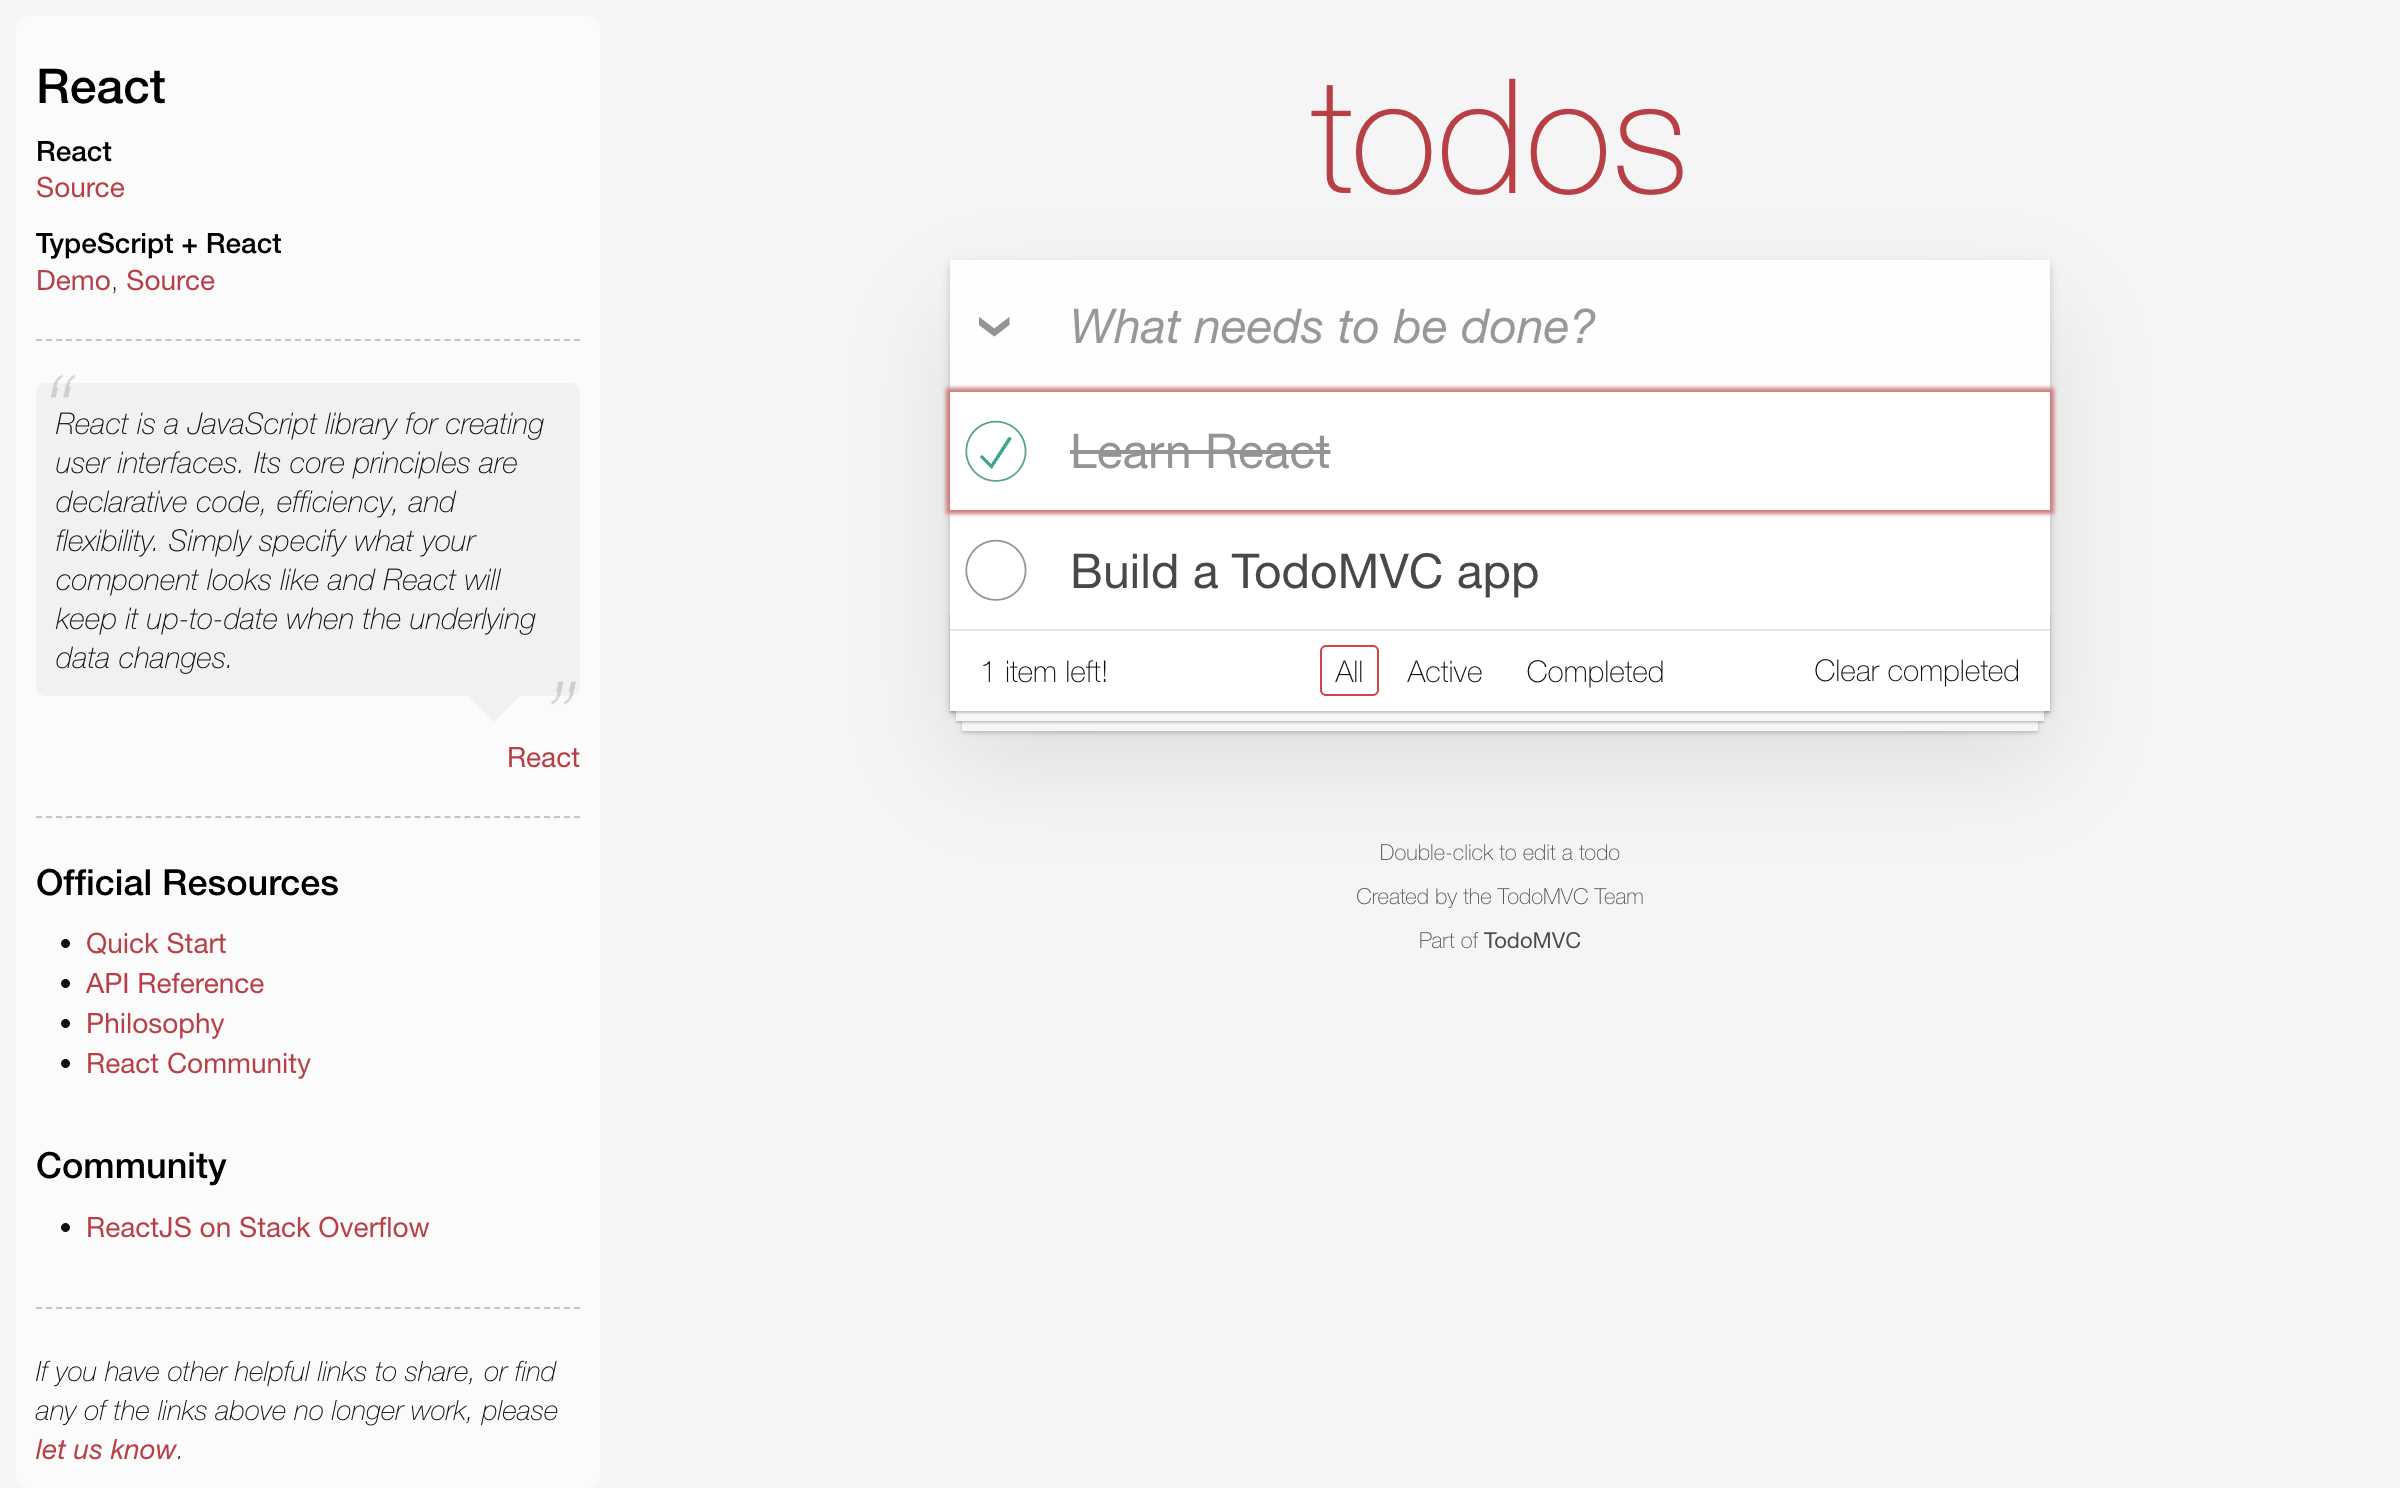 React
React
Source
TypeScript + React
Demo, Source
“
React is a JavaScript library for creating
user interfaces. Its core principles are
declarative code, efficiency, and
flexibility. Simply specify what your
component looks like and React will
keep it up-to-date when the underlying
data changes.
”
React
Official Resources
• Quick Start
• API Reference
• Philosophy
• React Community
Community
• ReactJS on Stack Overflow
If you have other helpful links to share, or find
any of the links above no longer work, please
let us know.
todos
What needs to be done?
Learn React
Build a TodoMVC app
1 item left! All Active Completed Clear completed
Double-click to edit a todo
Created by the TodoMVC Team
Part of TodoMVC